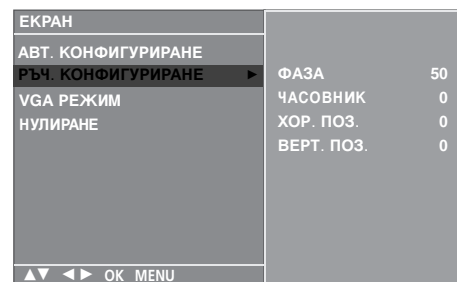 ЕКРАН
АВТ. КОНФИГУРИРАНЕ
РЪЧ. КОНФИГУРИРАНЕ ►
VGA РЕЖИМ
НУЛИРАНЕ
ФАЗА 50
ЧАСОВНИК 0
ХОР. ПОЗ. 0
ВЕРТ. ПОЗ. 0
▲▼ ◄► OK MENU